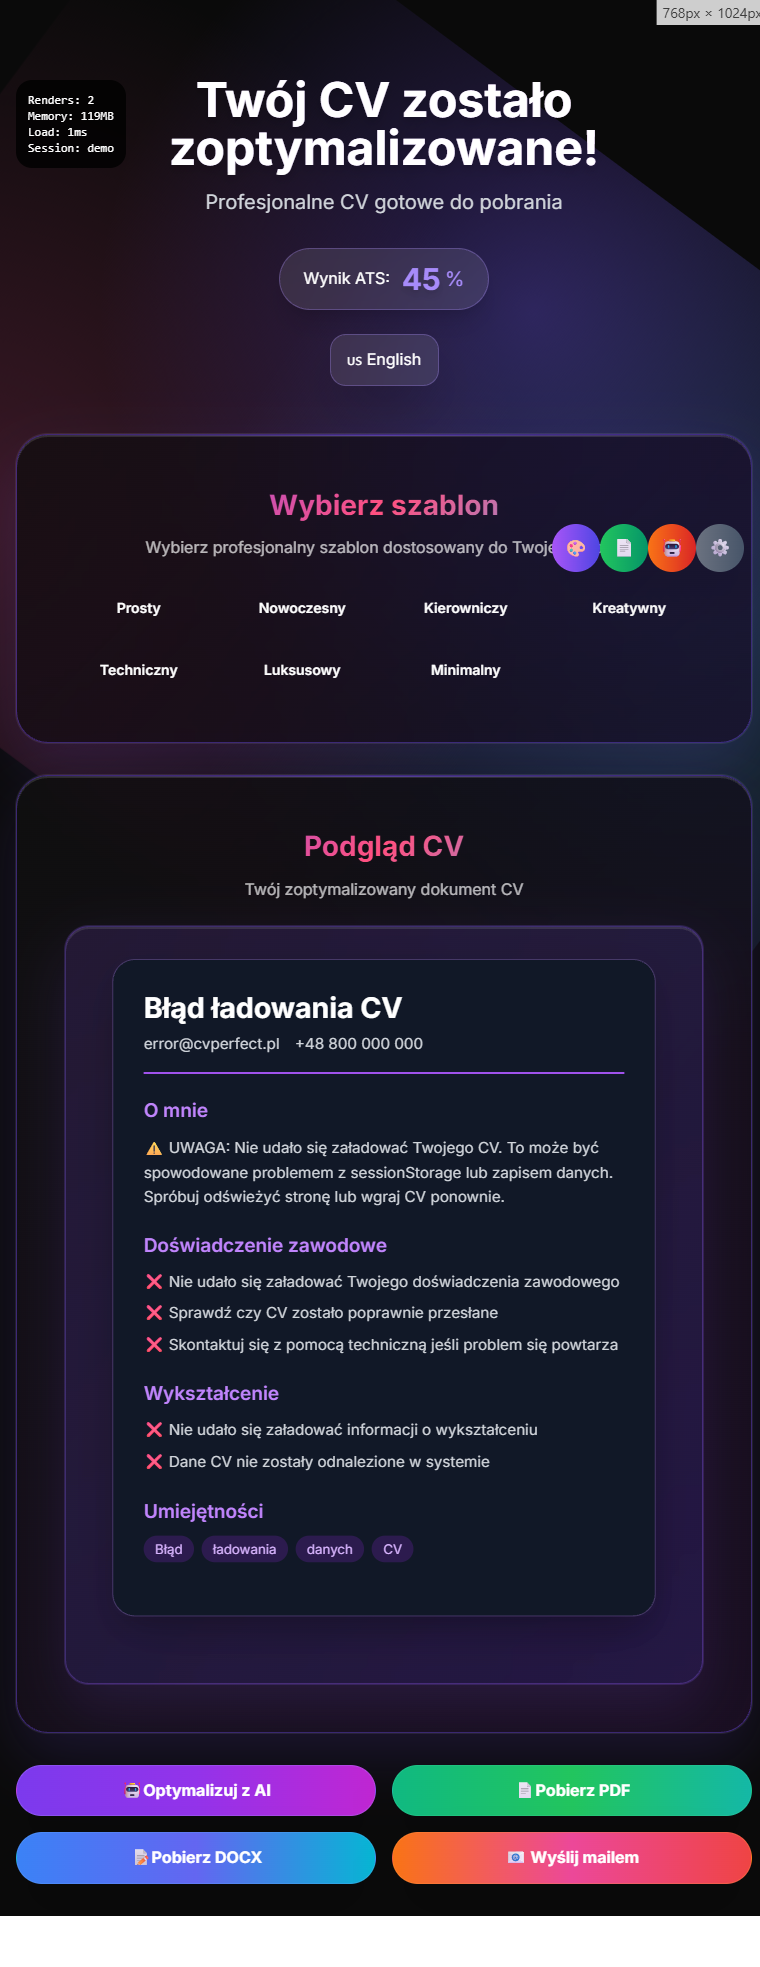 768px × 1024px
Renders: 2
Memory: 119MB
Load: 1ms
Session: demo
Twój CV zostało
zoptymalizowane!
Profesjonalne CV gotowe do pobrania
Wynik ATS: 45 %
US English
Wybierz szablon
Wybierz profesjonalny szablon dostosowany do
Prosty
Nowoczesny
Kierowniczy
Kreatywny
Techniczny
Luksusowy
Minimalny
Podgląd CV
Twój zoptymalizowany dokument CV
Błąd ładowania CV
error@cvperfect.pl +48 800 000 000
O mnie
⚠️ UWAGA: Nie udało się załadować Twojego CV. To może być
spowodowane problemem z sessionStorage lub zapisem danych.
Spróbuj odświeżyć stronę lub wgraj CV ponownie.
Doświadczenie zawodowe
❌ Nie udało się załadować Twojego doświadczenia zawodowego
❌ Sprawdź czy CV zostało poprawnie przesłane
❌ Skontaktuj się z pomocą techniczną jeśli problem się powtarza
Wykształcenie
❌ Nie udało się załadować informacji o wykształceniu
❌ Dane CV nie zostały odnalezione w systemie
Umiejętności
Błąd
ładowania
danych
CV
Optymalizuj z AI
Pobierz PDF
Pobierz DOCX
Wyślij mailem